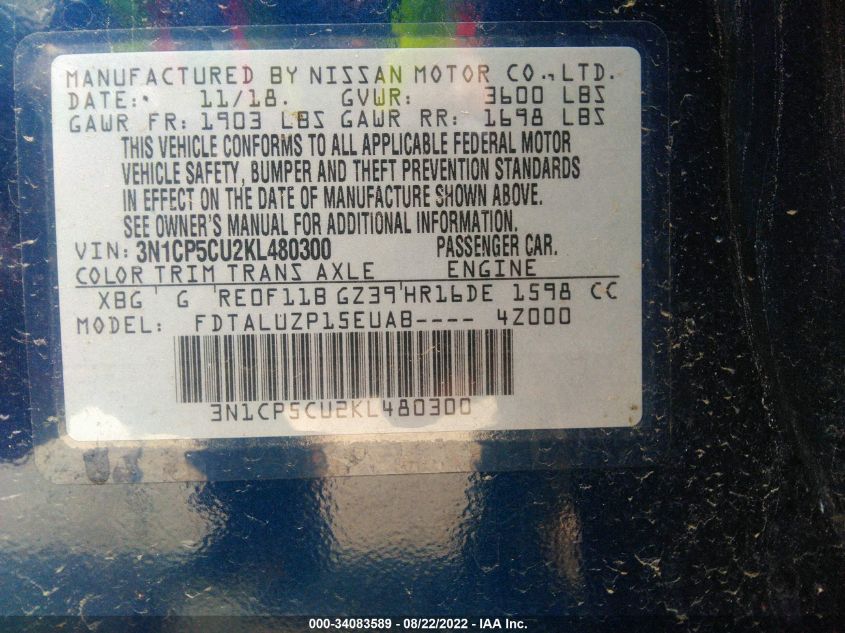 MANUFACTURED BY NISSAN MOTOR CO.,LTD.
DATE: 11/18. GVWR: 3600 LBS
GAWR FR: 1903 LBS GAWR RR: 1698 LBS
THIS VEHICLE CONFORMS TO ALL APPLICABLE FEDERAL MOTOR
VEHICLE SAFETY, BUMPER AND THEFT PREVENTION STANDARDS
IN EFFECT ON THE DATE OF MANUFACTURE SHOWN ABOVE.
SEE OWNER'S MANUAL FOR ADDITIONAL INFORMATION.
VIN: 3N1CP5CU2KL480300 PASSENGER CAR.
COLOR TRIM TRANS AXLE ENGINE
XBG G RE0F11B GZ39 HR16DE 1598 CC
MODEL: FDTALUZP15EUAB---- 4Z000
3N1CP5CU2KL480300
000-34083589 - 08/22/2022 - IAA Inc.